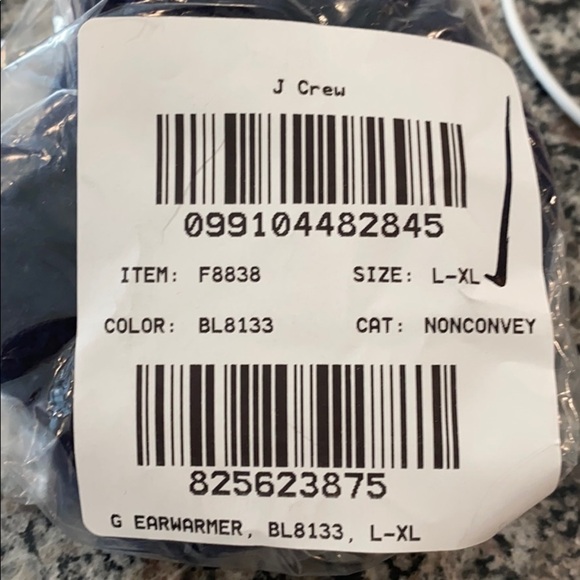 J Crew
099104482845
ITEM: F8838 SIZE: L-XL
COLOR: BL8133 CAT: NONCONVEY
825623875
G EARWARMER, BL8133, L-XL